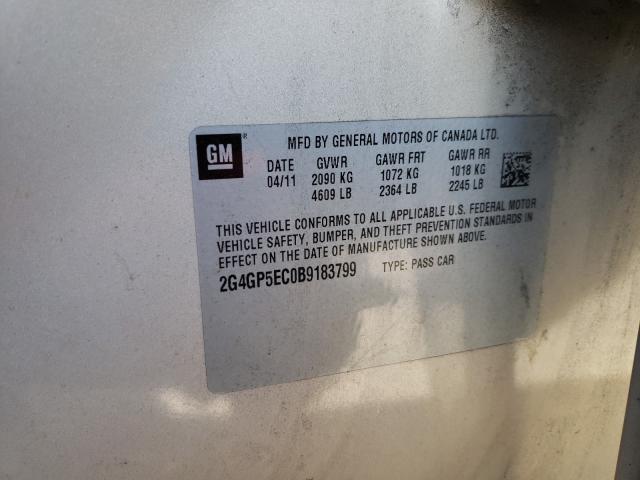 GM
MFD BY GENERAL MOTORS OF CANADA LTD.
DATE GVWR GAWR FRT GAWR RR
04/11 2090 KG 1072 KG 1018 KG
4609 LB 2364 LB 2245 LB
THIS VEHICLE CONFORMS TO ALL APPLICABLE U.S. FEDERAL MOTOR
VEHICLE SAFETY, BUMPER, AND THEFT PREVENTION STANDARDS IN
EFFECT ON THE DATE OF MANUFACTURE SHOWN ABOVE.
2G4GP5EC0B9183799 TYPE: PASS CAR